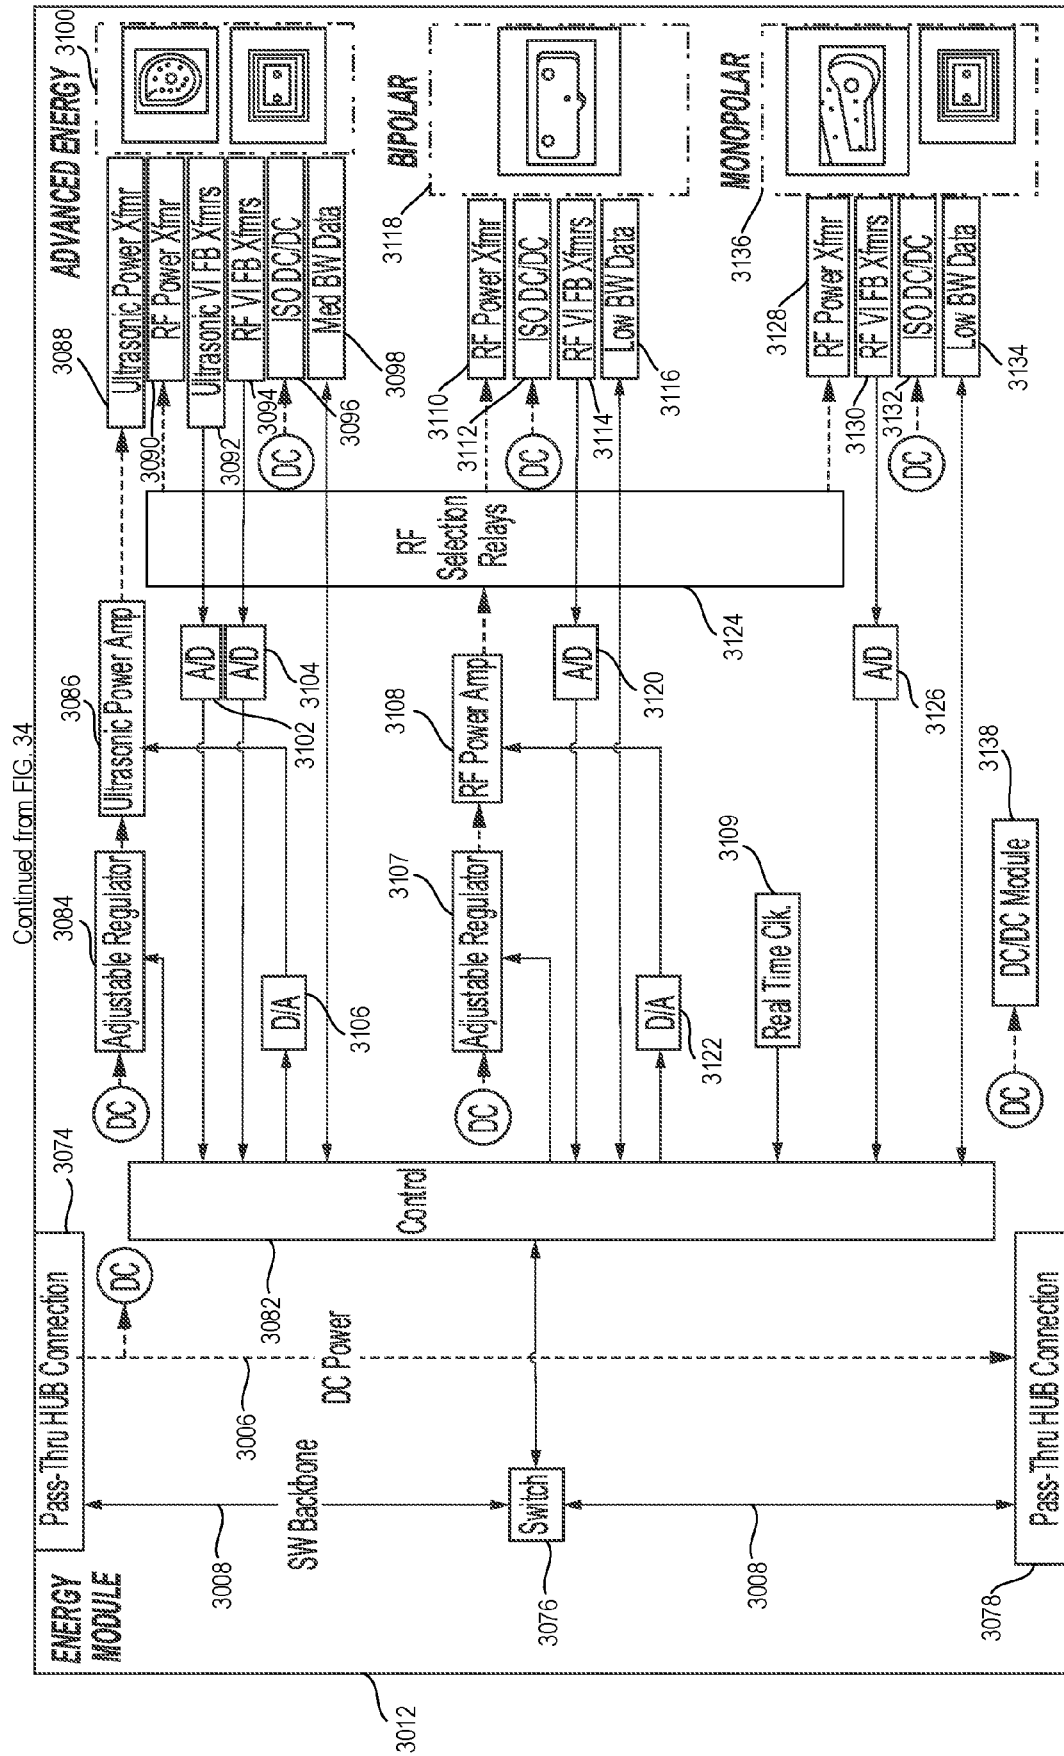 Continued from FIG. 34
ENERGY
MODULE
3012
Pass-Thru HUB Connection
3074
3008
SW Backbone
3006
DC Power
DC
Switch
3076
3008
Pass-Thru HUB Connection
3078
Control
3082
DC
Adjustable Regulator
3084
Ultrasonic Power Amp
3086
A/D
3102
A/D
3104
D/A
3106
DC
Adjustable Regulator
3107
RF Power Amp
3108
A/D
3120
D/A
3122
Real Time Clk.
3109
A/D
3126
DC
DC/DC Module
3138
RF
Selection
Relays
3124
ADVANCED ENERGY
3100
3088
Ultrasonic Power Xfmr
3090
RF Power Xfmr
3092
Ultrasonic VI FB Xfmrs
3094
RF VI FB Xfmrs
DC
3096
ISO DC/DC
Med BW Data
3098
BIPOLAR
3118
3110
RF Power Xfmr
3112
DC
ISO DC/DC
3114
RF VI FB Xfmrs
Low BW Data
3116
MONOPOLAR
3136
3128
RF Power Xfmr
3130
RF VI FB Xfmrs
3132
DC
ISO DC/DC
Low BW Data
3134